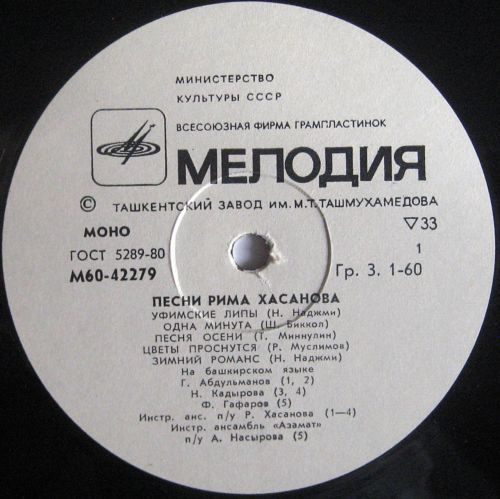 МИНИСТЕРСТВО
КУЛЬТУРЫ СССР
ВСЕСОЮЗНАЯ ФИРМА ГРАМПЛАСТИНОК
МЕЛОДИЯ
© ТАШКЕНТСКИЙ ЗАВОД ИМ. М.Т.ТАШМУХАМЕДОВА
МОНО ▽33
ГОСТ 5289-80 1
М60-42279 Гр. 3. 1-60
ПЕСНИ РИМА ХАСАНОВА
УФИМСКИЕ ЛИПЫ (Н. Наджми)
ОДНА МИНУТА (Ш. Биккол)
ПЕСНЯ ОСЕНИ (Т. Миннулин)
ЦВЕТЫ ПРОСНУТСЯ (Р. Муслимов)
ЗИМНИЙ РОМАНС (Н. Наджми)
На башкирском языке
Г. Абдульманов (1, 2)
Н. Кадырова (3, 4)
Ф. Гафаров (5)
Инстр. анс. п/у Р. Хасанова (1—4)
Инстр. ансамбль «Азамат»
п/у А. Насырова (5)